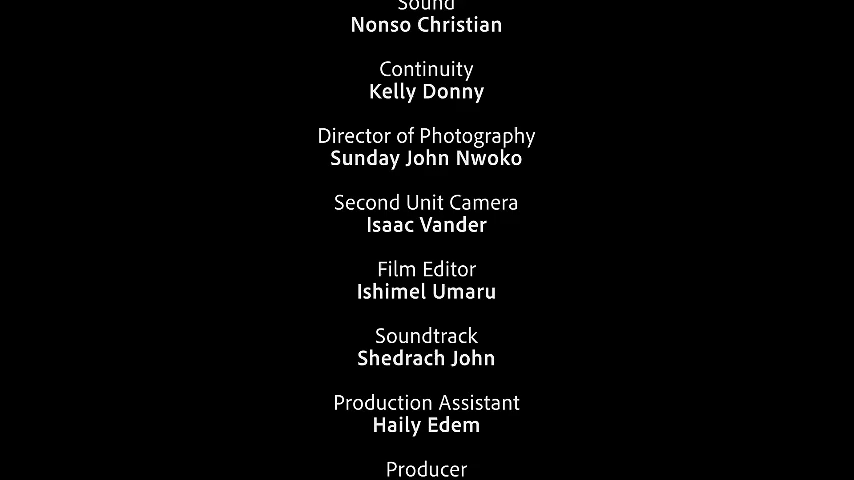 Sound
Nonso Christian
Continuity
Kelly Donny
Director of Photography
Sunday John Nwoko
Second Unit Camera
Isaac Vander
Film Editor
Ishimel Umaru
Soundtrack
Shedrach John
Production Assistant
Haily Edem
Producer